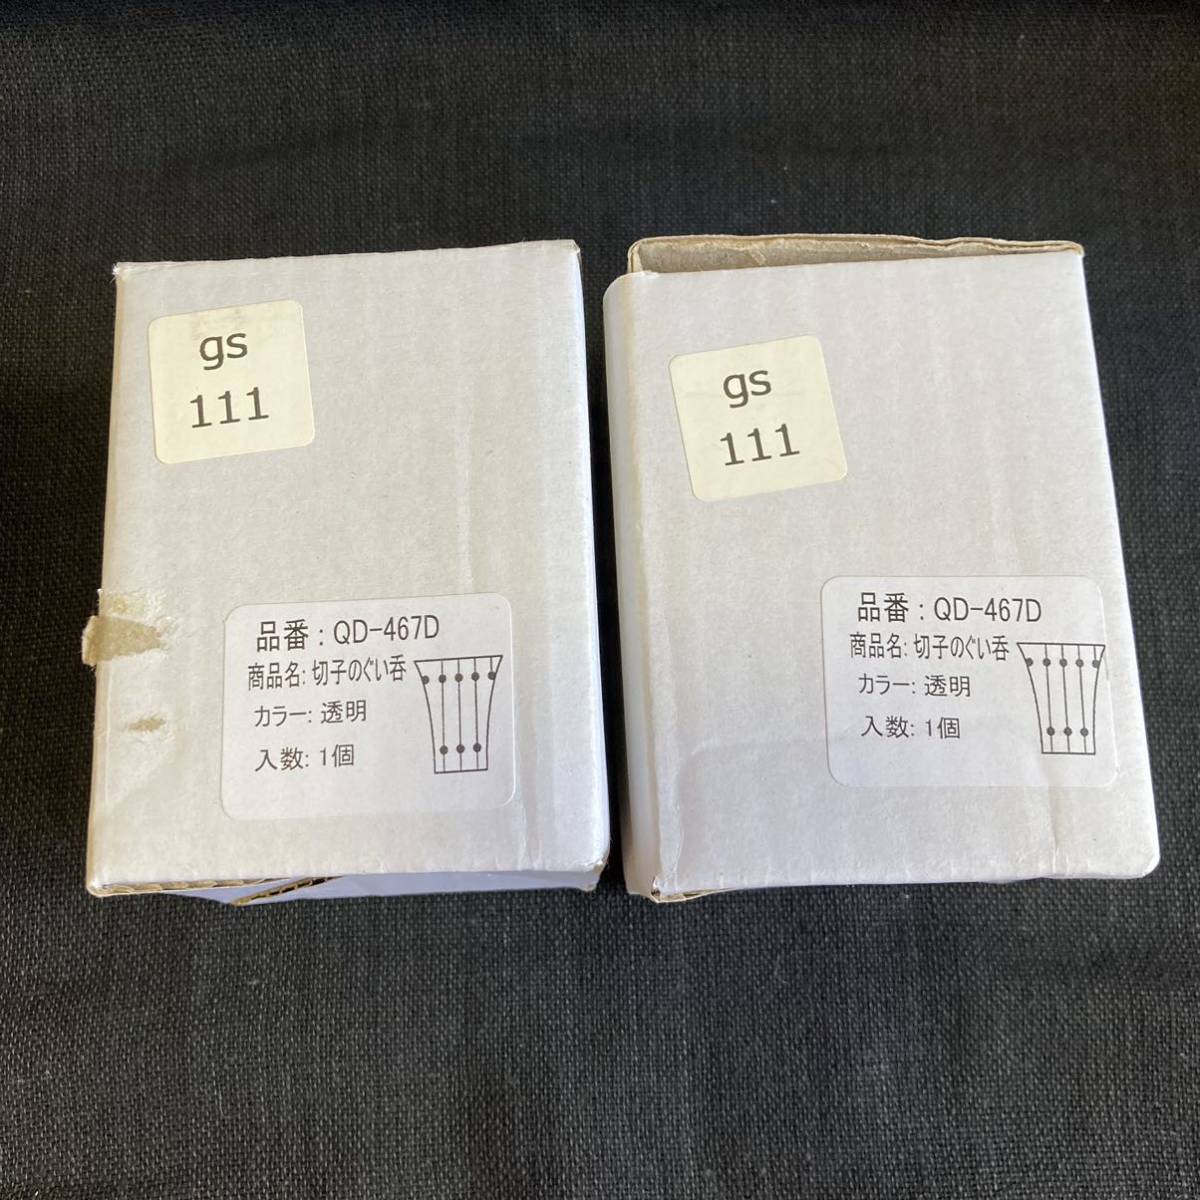 gs
111
品番:QD-467D
商品名:切子のぐい呑
カラー:透明
入数:1個
gs
111
品番:QD-467D
商品名:切子のぐい呑
カラー:透明
入数:1個